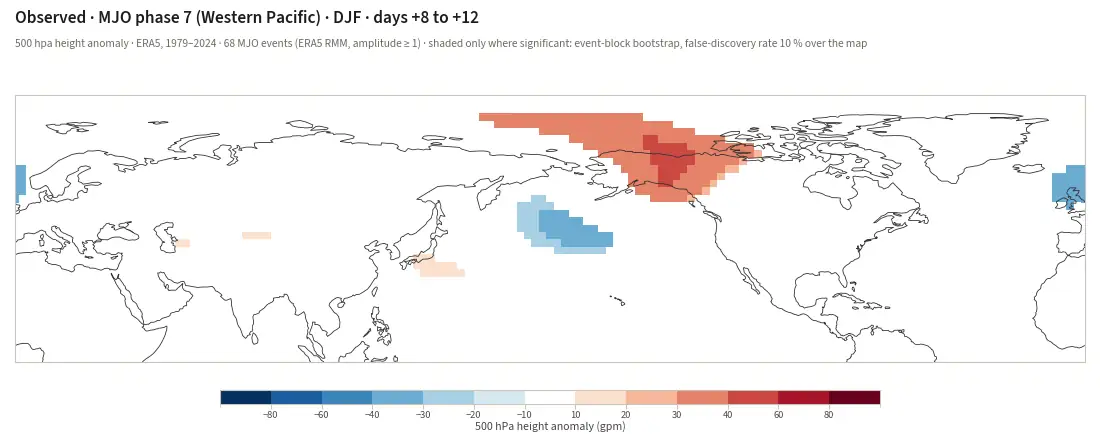 Observed · MJO phase 7 (Western Pacific) · DJF · days +8 to +12
500 hpa height anomaly · ERA5, 1979–2024 · 68 MJO events (ERA5 RMM, amplitude ≥ 1) · shaded only where significant: event-block bootstrap, false-discovery rate 10 % over the map
−80 −60 −40 −30 −20 −10 10 20 30 40 60 80
500 hPa height anomaly (gpm)